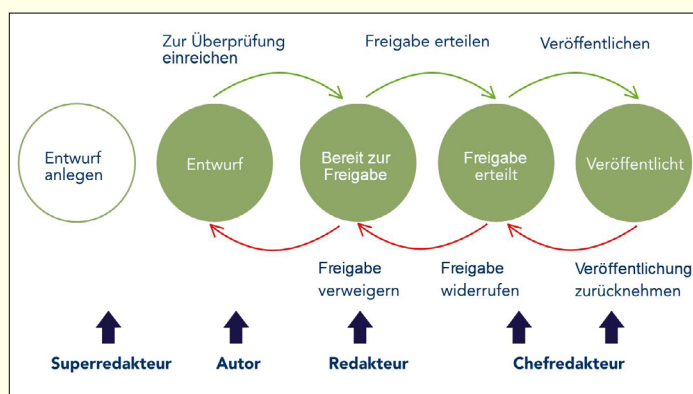 Zur Überprüfung
einreichen
Freigabe erteilen
Veröffentlichen
Entwurf
anlegen
Entwurf
Bereit zur
Freigabe
Freigabe
erteilt
Veröffentlicht
Freigabe
verweigern
Freigabe
widerrufen
Veröffentlichung
zurücknehmen
Superredakteur
Autor
Redakteur
Chefredakteur